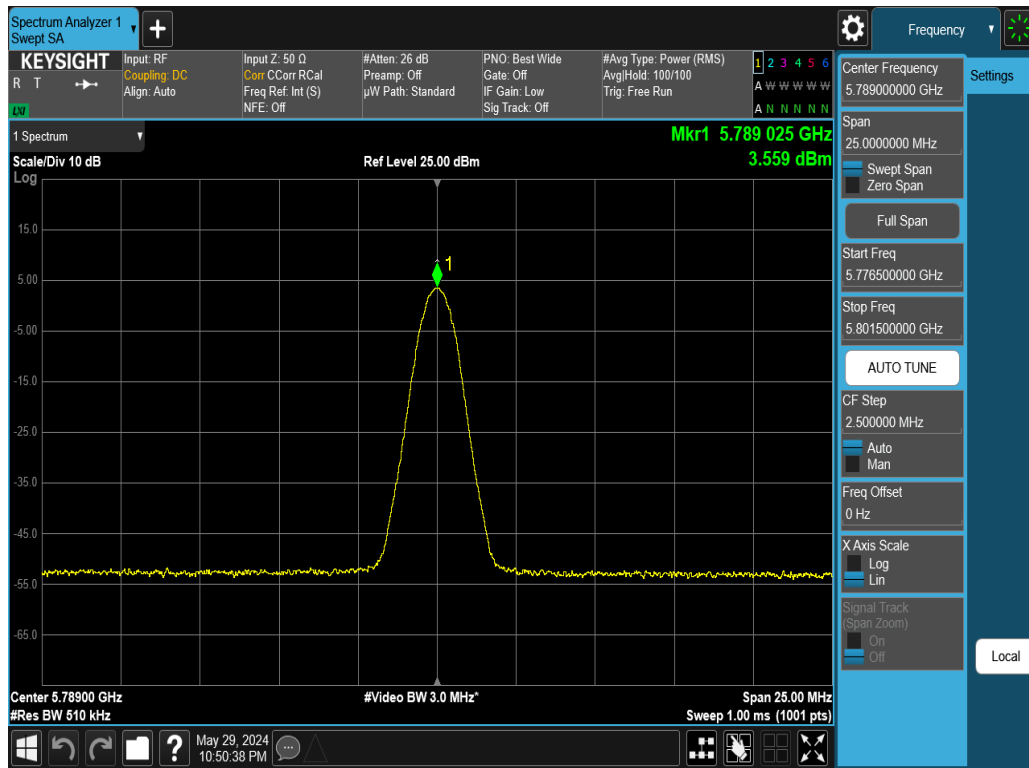 Spectrum Analyzer 1
Swept SA
Frequency
KEYSIGHT
R T
LXI
Input: RF
Coupling: DC
Align: Auto
Input Z: 50 Ω
Corr CCorr RCal
Freq Ref: Int (S)
NFE: Off
#Atten: 26 dB
Preamp: Off
µW Path: Standard
PNO: Best Wide
Gate: Off
IF Gain: Low
Sig Track: Off
#Avg Type: Power (RMS)
Avg|Hold: 100/100
Trig: Free Run
1 2 3 4 5 6
A W W W W W
A N N N N N
1 Spectrum
Scale/Div 10 dB
Log
Ref Level 25.00 dBm
Mkr1 5.789 025 GHz
3.559 dBm
1
15.0
5.00
-5.00
-15.0
-25.0
-35.0
-45.0
-55.0
-65.0
Center 5.78900 GHz
#Res BW 510 kHz
#Video BW 3.0 MHz*
Span 25.00 MHz
Sweep 1.00 ms (1001 pts)
?
May 29, 2024
10:50:38 PM
Center Frequency
5.789000000 GHz
Span
25.0000000 MHz
Swept Span
Zero Span
Full Span
Start Freq
5.776500000 GHz
Stop Freq
5.801500000 GHz
AUTO TUNE
CF Step
2.500000 MHz
Auto
Man
Freq Offset
0 Hz
X Axis Scale
Log
Lin
Signal Track
(Span Zoom)
On
Off
Settings
Local